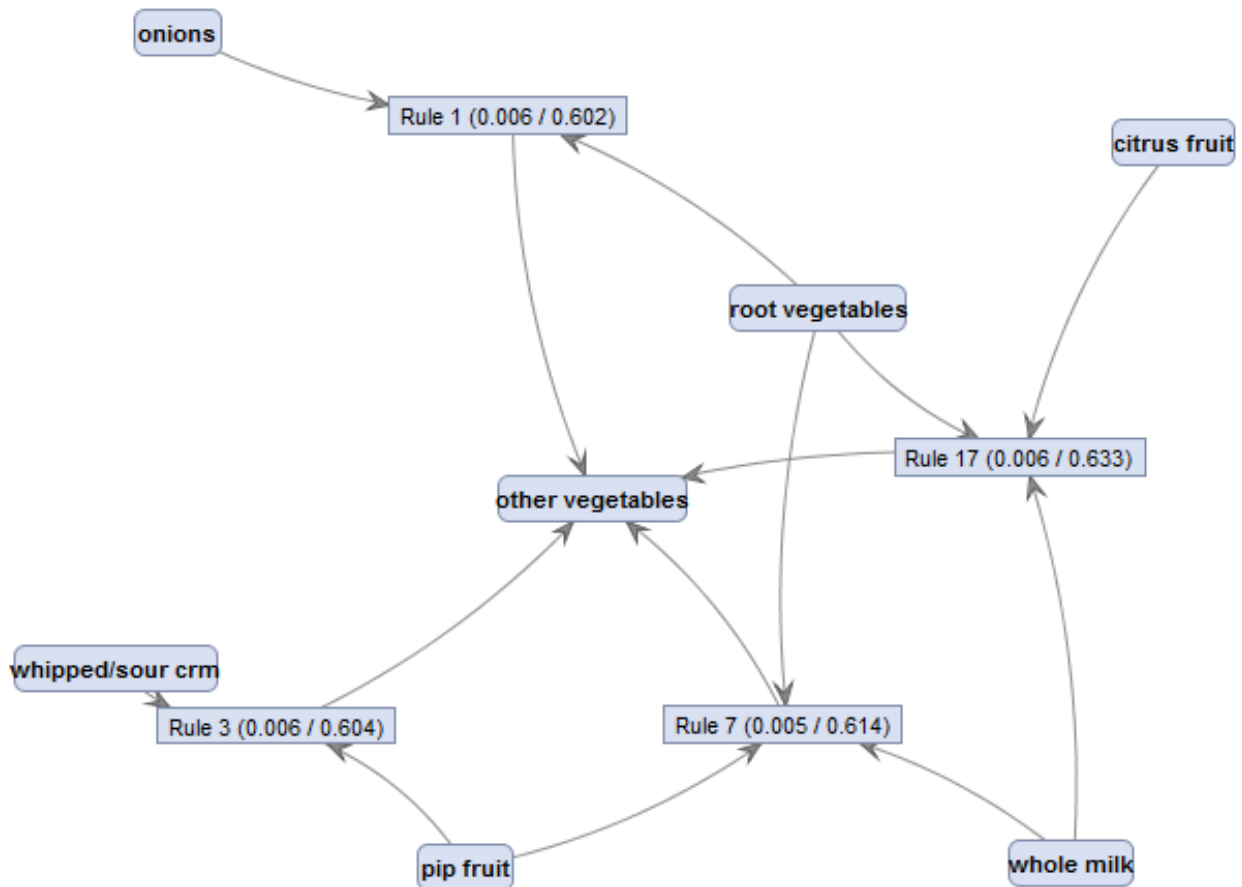 onions
Rule 1 (0.006 / 0.602)
citrus fruit
root vegetables
Rule 17 (0.006 / 0.633)
other vegetables
whipped/sour crm
Rule 3 (0.006 / 0.604)
Rule 7 (0.005 / 0.614)
pip fruit
whole milk